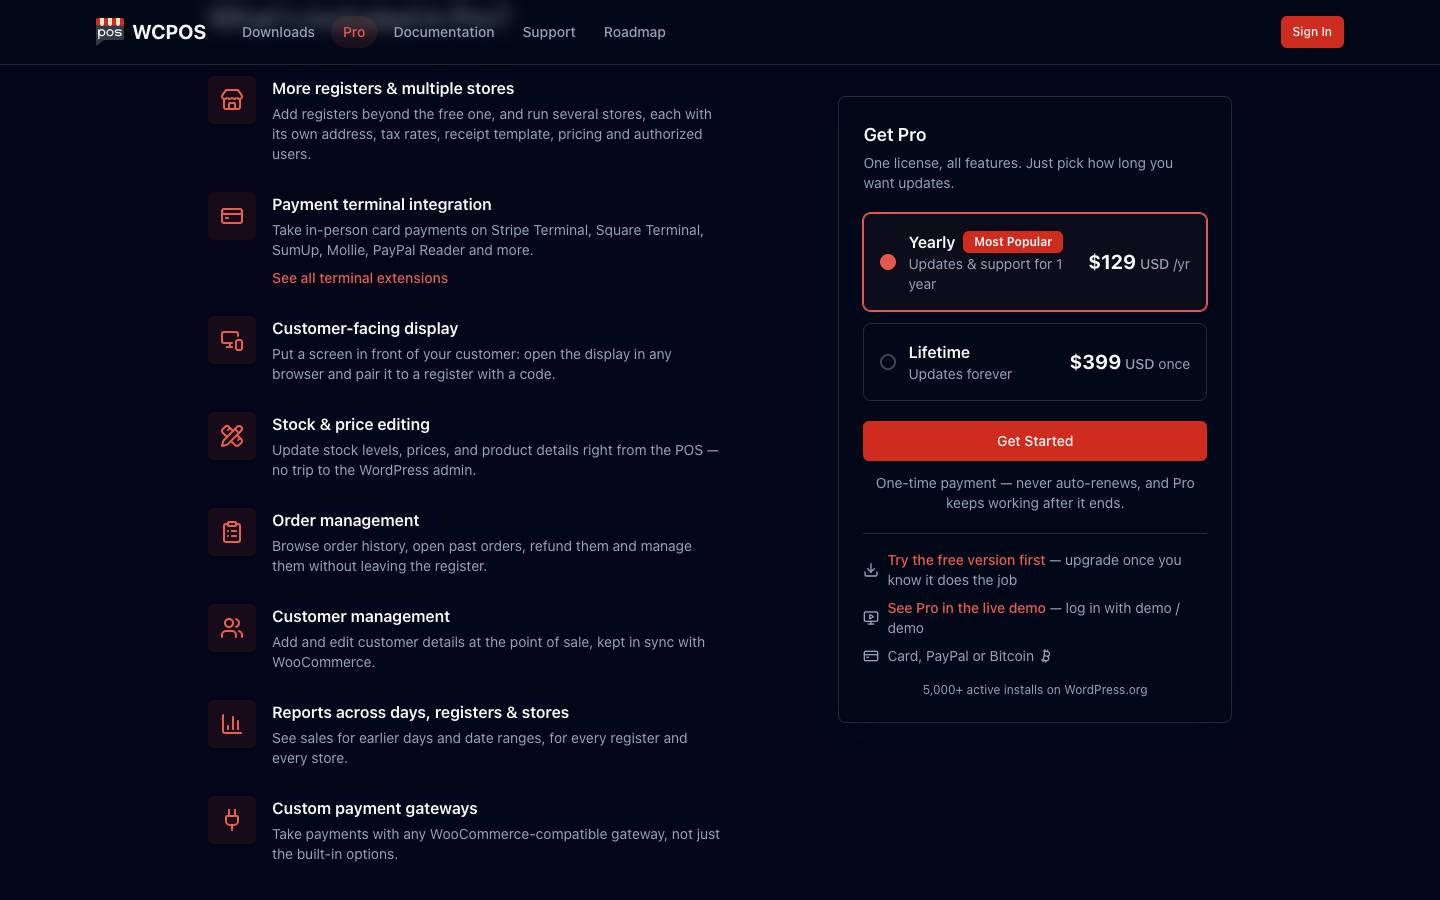 pos WCPOS Downloads Pro Documentation Support Roadmap Sign In
More registers & multiple stores
Add registers beyond the free one, and run several stores, each with
its own address, tax rates, receipt template, pricing and authorized
users.
Payment terminal integration
Take in-person card payments on Stripe Terminal, Square Terminal,
SumUp, Mollie, PayPal Reader and more.
See all terminal extensions
Customer-facing display
Put a screen in front of your customer: open the display in any
browser and pair it to a register with a code.
Stock & price editing
Update stock levels, prices, and product details right from the POS —
no trip to the WordPress admin.
Order management
Browse order history, open past orders, refund them and manage
them without leaving the register.
Customer management
Add and edit customer details at the point of sale, kept in sync with
WooCommerce.
Reports across days, registers & stores
See sales for earlier days and date ranges, for every register and
every store.
Custom payment gateways
Take payments with any WooCommerce-compatible gateway, not just
the built-in options.
Get Pro
One license, all features. Just pick how long you
want updates.
Yearly Most Popular
Updates & support for 1
year
$129 USD /yr
Lifetime
Updates forever
$399 USD once
Get Started
One-time payment — never auto-renews, and Pro
keeps working after it ends.
Try the free version first — upgrade once you
know it does the job
See Pro in the live demo — log in with demo /
demo
Card, PayPal or Bitcoin
5,000+ active installs on WordPress.org